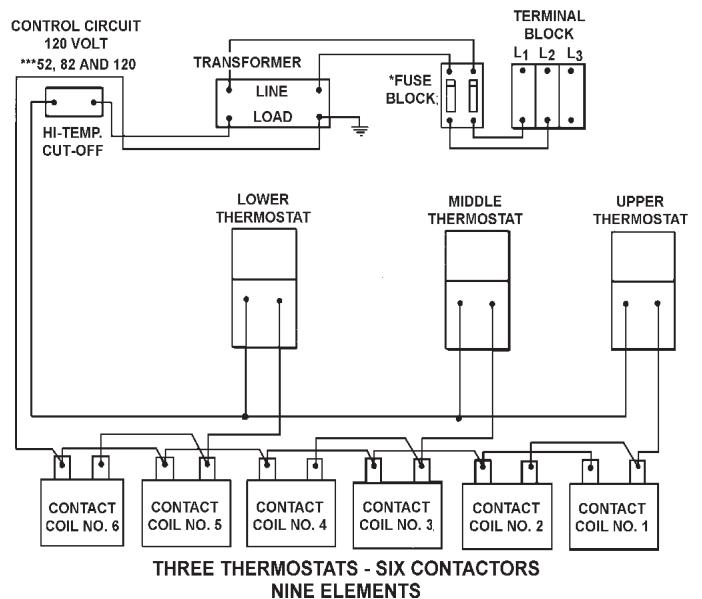 CONTROL CIRCUIT
120 VOLT
***52, 82 AND 120
TERMINAL
BLOCK
L1 L2 L3
TRANSFORMER
*FUSE
BLOCK
LINE
LOAD
HI-TEMP.
CUT-OFF
LOWER
THERMOSTAT
MIDDLE
THERMOSTAT
UPPER
THERMOSTAT
CONTACT
COIL NO. 6
CONTACT
COIL NO. 5
CONTACT
COIL NO. 4
CONTACT
COIL NO. 3
CONTACT
COIL NO. 2
CONTACT
COIL NO. 1
THREE THERMOSTATS - SIX CONTACTORS
NINE ELEMENTS